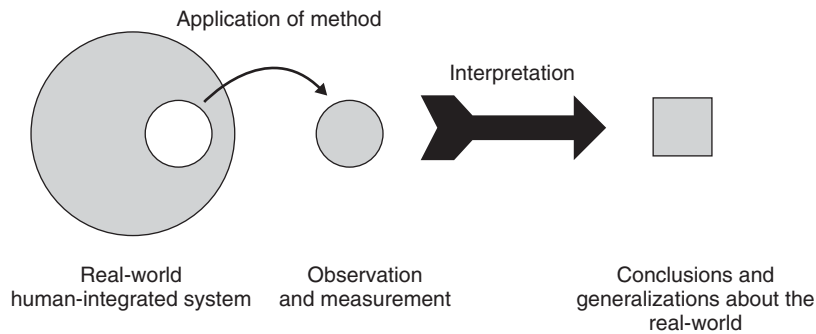 Application of method
Interpretation
Real-world
human-integrated system
Observation
and measurement
Conclusions and
generalizations about the
real-world